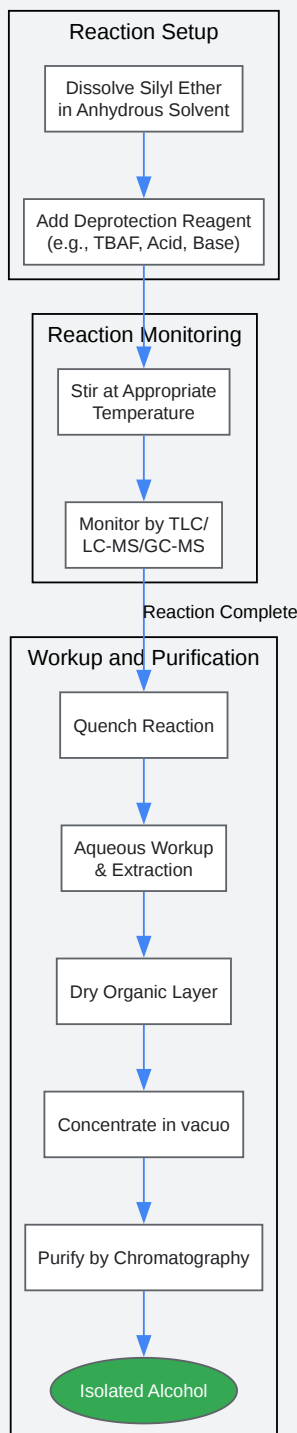 Reaction Setup
Dissolve Silyl Ether
in Anhydrous Solvent
Add Deprotection Reagent
(e.g., TBAF, Acid, Base)
Reaction Monitoring
Stir at Appropriate
Temperature
Monitor by TLC/
LC-MS/GC-MS
Reaction Complete
Workup and Purification
Quench Reaction
Aqueous Workup
& Extraction
Dry Organic Layer
Concentrate in vacuo
Purify by Chromatography
Isolated Alcohol